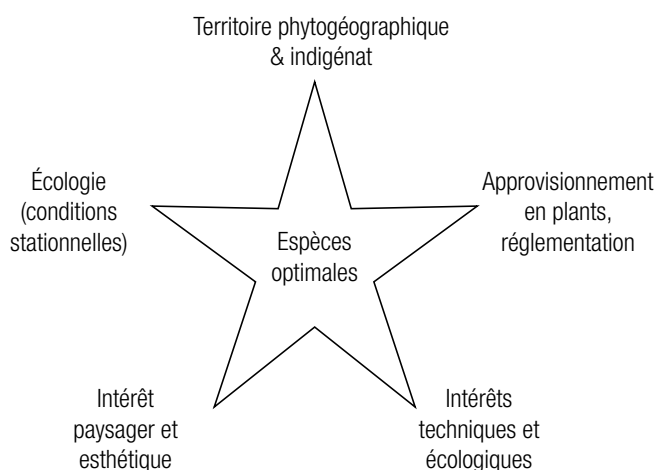 Territoire phytogéographique
& indigénat
Écologie
(conditions
stationnelles)
Approvisionnement
en plants,
réglementation
Espèces
optimales
Intérêt
paysager et
esthétique
Intérêts
techniques et
écologiques